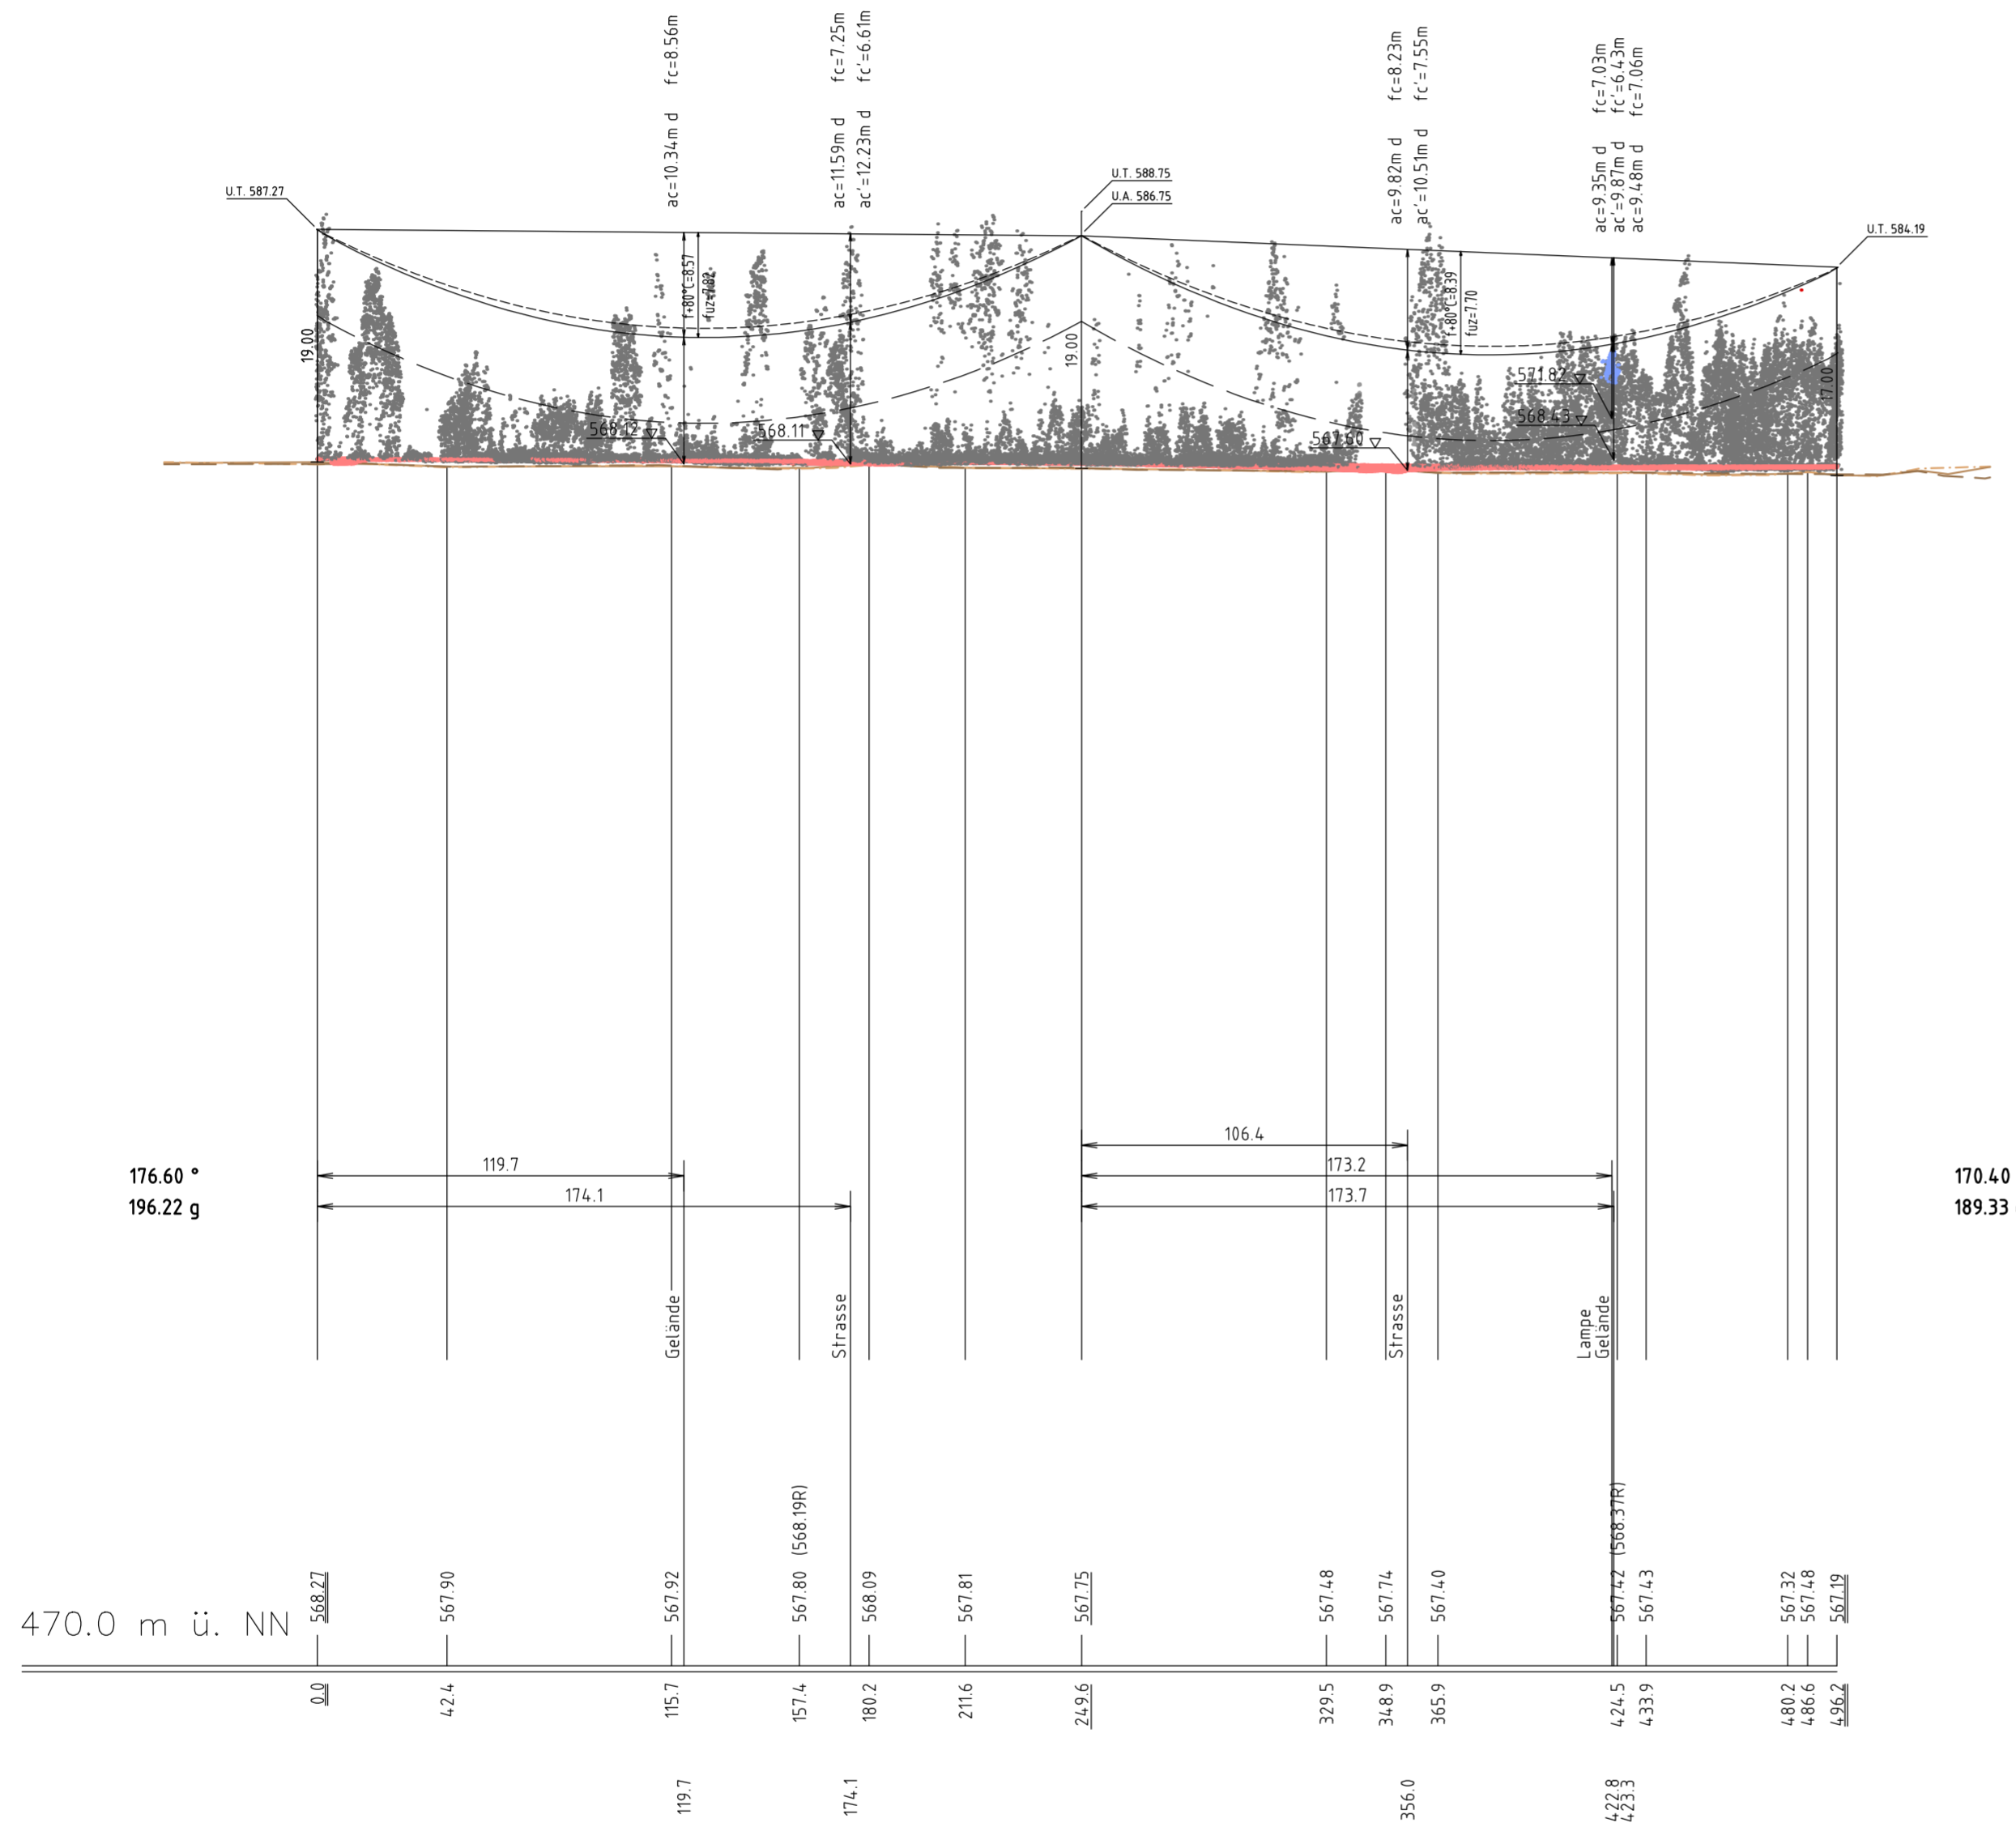 ac=10.34m d fc=8.56m
ac=11.59m d fc=7.25m
ac'=12.23m d fc'=6.61m
ac=9.82m d fc=8.23m
ac'=10.51m d fc'=7.55m
ac=9.35m d fc=7.03m
ac'=9.87m d fc'=6.43m
ac=9.48m d fc=7.06m
U.T. 587.27
U.T. 588.75
U.A. 586.75
U.T. 584.19
19.00
f+80°C=8.57
fuz=7.82
19.00
f+80°C=8.39
fuz=7.70
17.00
568.12
568.11
567.60
571.82
568.43
106.4
119.7
173.2
174.1
173.7
176.60 °
196.22 g
170.40
189.33
Gelände
Strasse
Strasse
Lampe
Gelände
470.0 m ü. NN
568.27
567.90
567.92
567.80 (568.19R)
568.09
567.81
567.75
567.48
567.74
567.40
567.42 (568.37R)
567.43
567.32
567.48
567.19
0.0
42.4
115.7
157.4
180.2
211.6
249.6
329.5
348.9
365.9
424.5
433.9
480.2
486.6
496.2
119.7
174.1
356.0
422.8
423.3